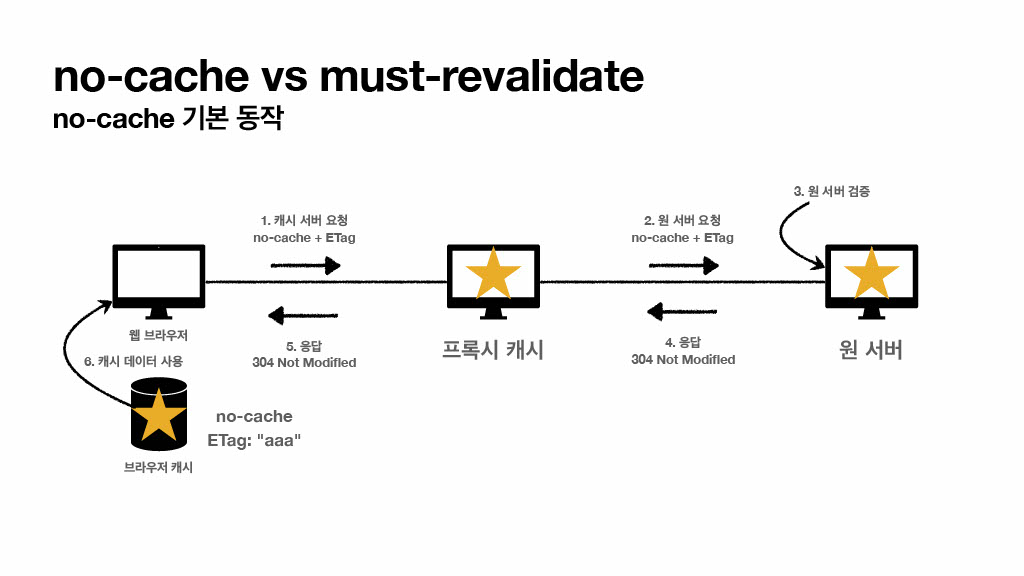 no-cache vs must-revalidate
no-cache 기본 동작
3. 원 서버 검증
1. 캐시 서버 요청
no-cache + ETag
2. 원 서버 요청
no-cache + ETag
웹 브라우저
5. 응답
304 Not Modified
프록시 캐시
4. 응답
304 Not Modified
원 서버
6. 캐시 데이터 사용
no-cache
ETag: "aaa"
브라우저 캐시